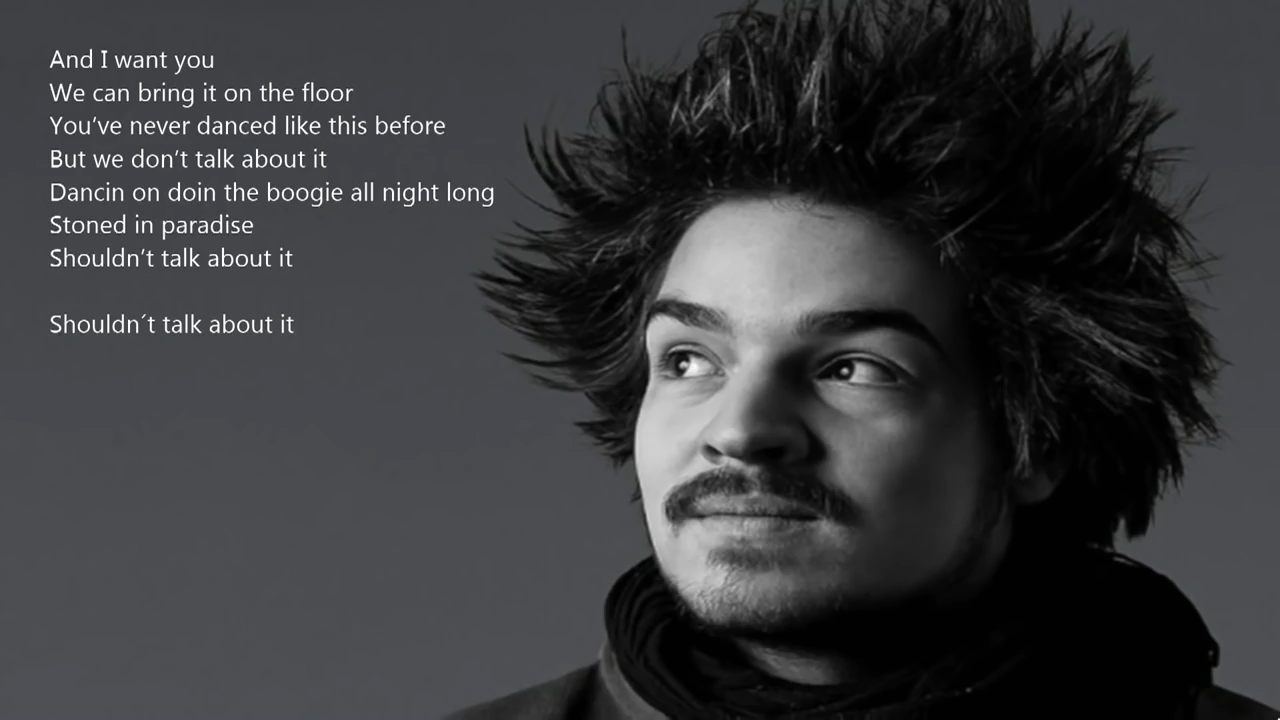 And I want you
We can bring it on the floor
You’ve never danced like this before
But we don’t talk about it
Dancin on doin the boogie all night long
Stoned in paradise
Shouldn’t talk about it
Shouldn´t talk about it